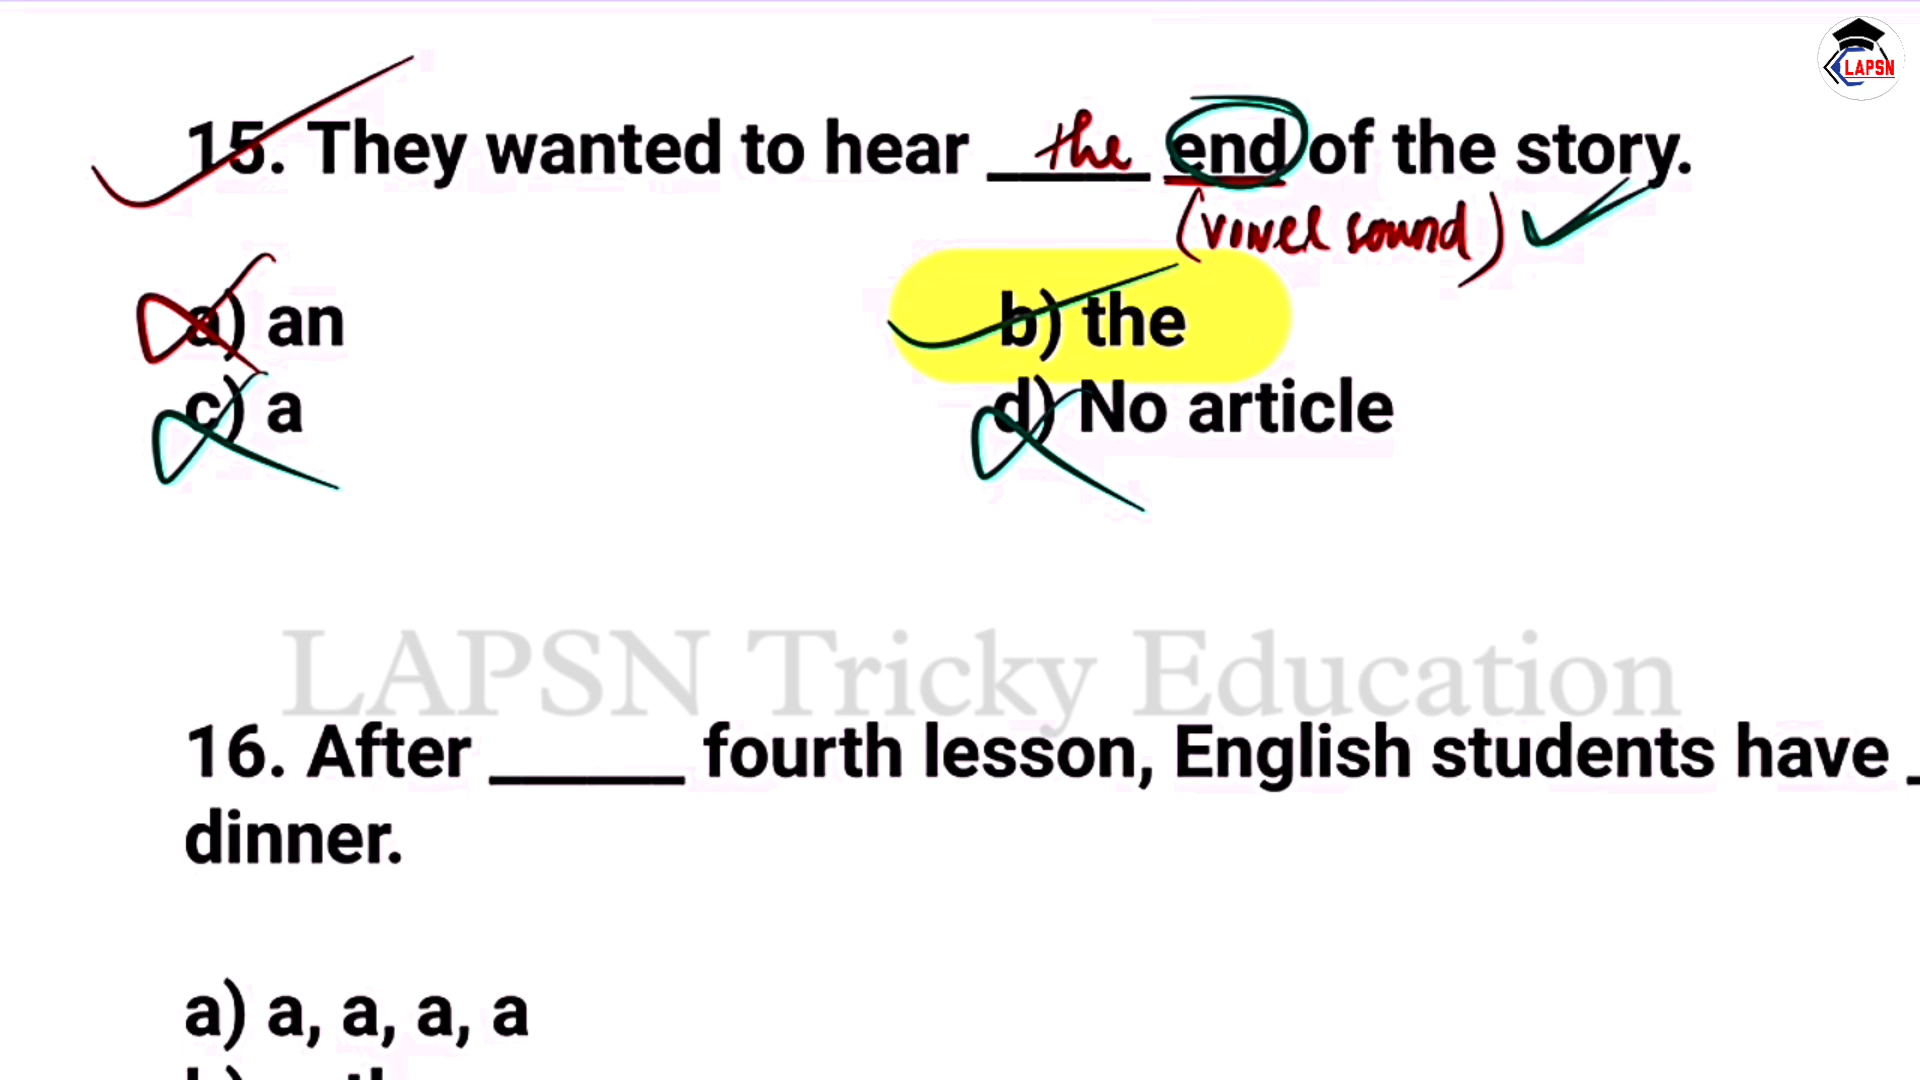 LAPSN
15. They wanted to hear the end of the story.
(vowel sound)
a) an b) the
c) a d) No article
LAPSN Tricky Education
16. After ______ fourth lesson, English students have _
dinner.
a) a, a, a, a